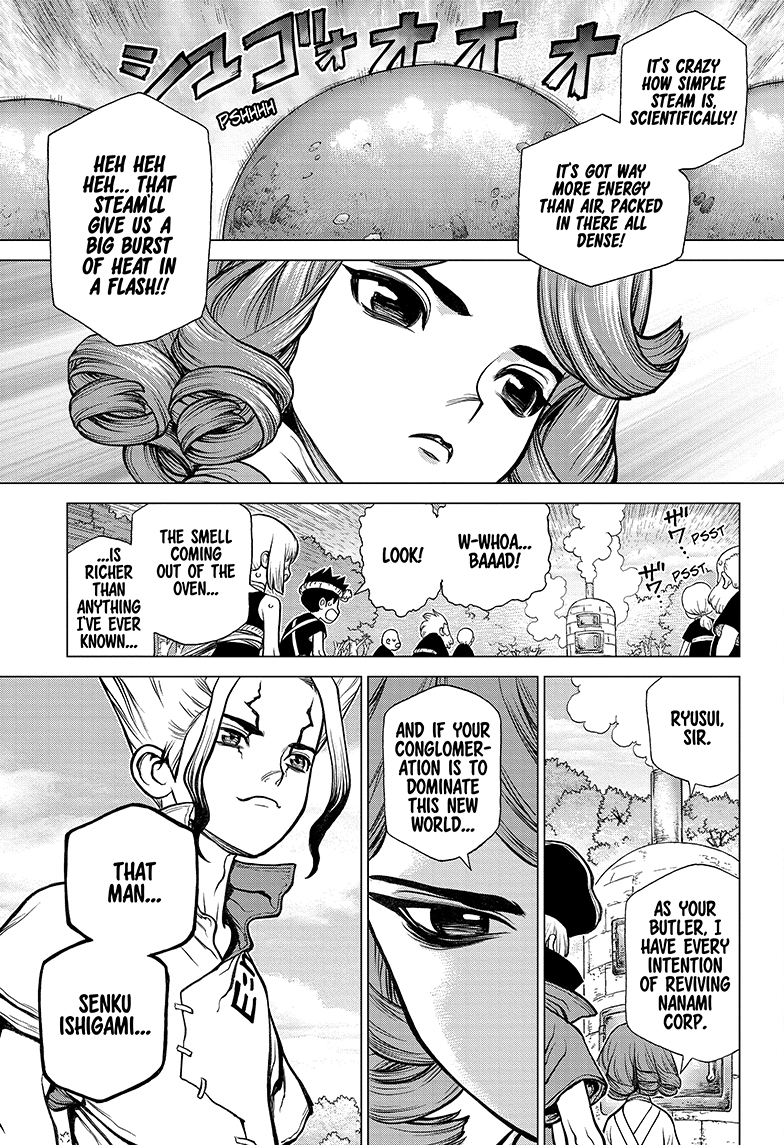 シュゴォオオオ
PSHHHH
IT'S CRAZY
HOW SIMPLE
STEAM IS,
SCIENTIFICALLY!
IT'S GOT WAY
MORE ENERGY
THAN AIR, PACKED
IN THERE ALL
DENSE!
HEH HEH
HEH... THAT
STEAM'LL
GIVE US A
BIG BURST
OF HEAT IN
A FLASH!!
ザワ
PSST
ザワ
PSST
W-WHOA...
BAAAD!
LOOK!
THE SMELL
COMING
OUT OF THE
OVEN...
...IS
RICHER
THAN
ANYTHING
I'VE EVER
KNOWN...
RYUSUI,
SIR.
AS YOUR
BUTLER, I
HAVE EVERY
INTENTION
OF REVIVING
NANAMI
CORP.
AND IF YOUR
CONGLOMER-
ATION IS TO
DOMINATE
THIS NEW
WORLD...
THAT
MAN...
SENKU
ISHIGAMI...